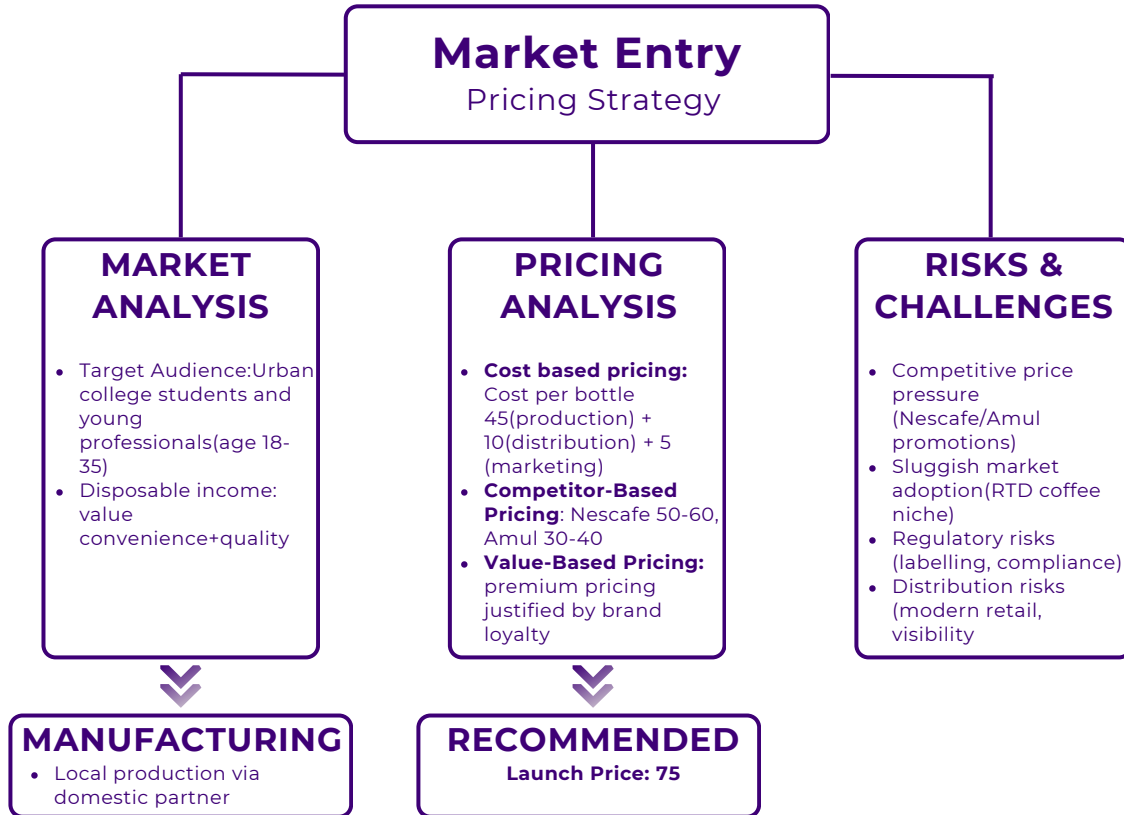 Market Entry
Pricing Strategy
MARKET
ANALYSIS
• Target Audience:Urban
college students and
young
professionals(age 18-
35)
• Disposable income:
value
convenience+quality
MANUFACTURING
• Local production via
domestic partner
PRICING
ANALYSIS
• Cost based pricing:
Cost per bottle
45(production) +
10(distribution) + 5
(marketing)
• Competitor-Based
Pricing: Nescafe 50-60,
Amul 30-40
• Value-Based Pricing:
premium pricing
justified by brand
loyalty
RECOMMENDED
Launch Price: 75
RISKS &
CHALLENGES
• Competitive price
pressure
(Nescafe/Amul
promotions)
• Sluggish market
adoption(RTD coffee
niche)
• Regulatory risks
(labelling, compliance)
• Distribution risks
(modern retail,
visibility